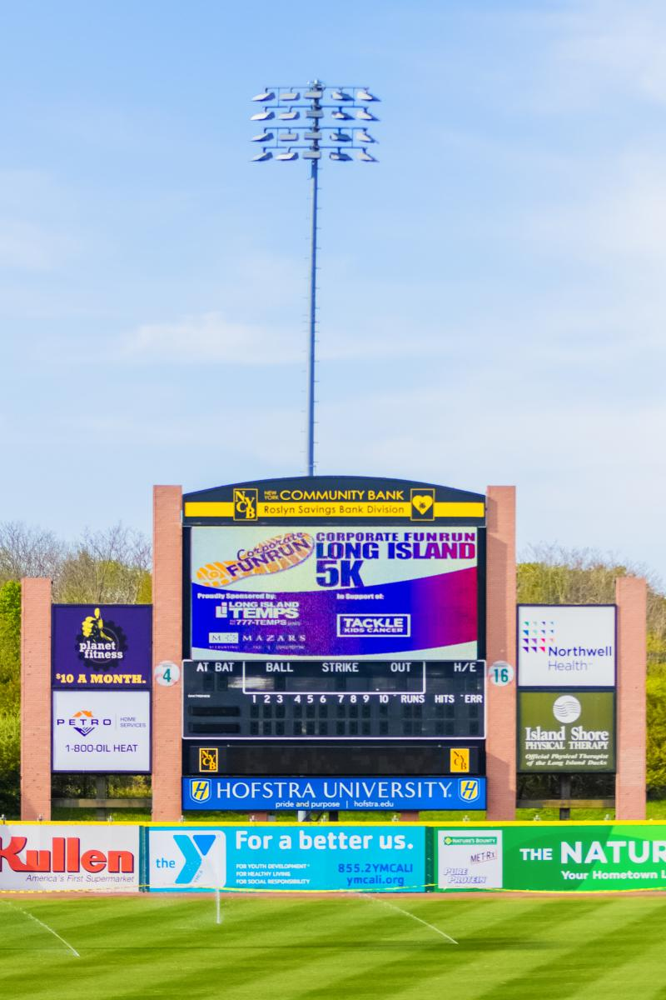 NYCB
NEW YORK COMMUNITY BANK
Roslyn Savings Bank Division
Corporate
FUNRUN
CORPORATE FUNRUN
LONG ISLAND
5K
Proudly Sponsored by:
In Support of:
LONG ISLAND
Li TEMPS
777-TEMPS
TACKLE
KIDS CANCER
MAZARS
planet
fitness
$10 A MONTH.
PETRO HOME SERVICES
1-800-OIL HEAT
4
16
AT BAT BALL STRIKE OUT H/E
1 2 3 4 5 6 7 8 9 10 RUNS HITS ERR
Northwell
Health
Island Shore
PHYSICAL THERAPY
Official Physical Therapist
of the Long Island Ducks
NYCB
NYCB
H HOFSTRA UNIVERSITY® H
pride and purpose | hofstra.edu
Kullen
America's First Supermarket
the Y
For a better us.
FOR YOUTH DEVELOPMENT®
FOR HEALTHY LIVING
FOR SOCIAL RESPONSIBILITY
855.2YMCALI
ymcali.org
NATURE'S BOUNTY
MET-Rx
PURE PROTEIN
THE NATUR
Your Hometown L